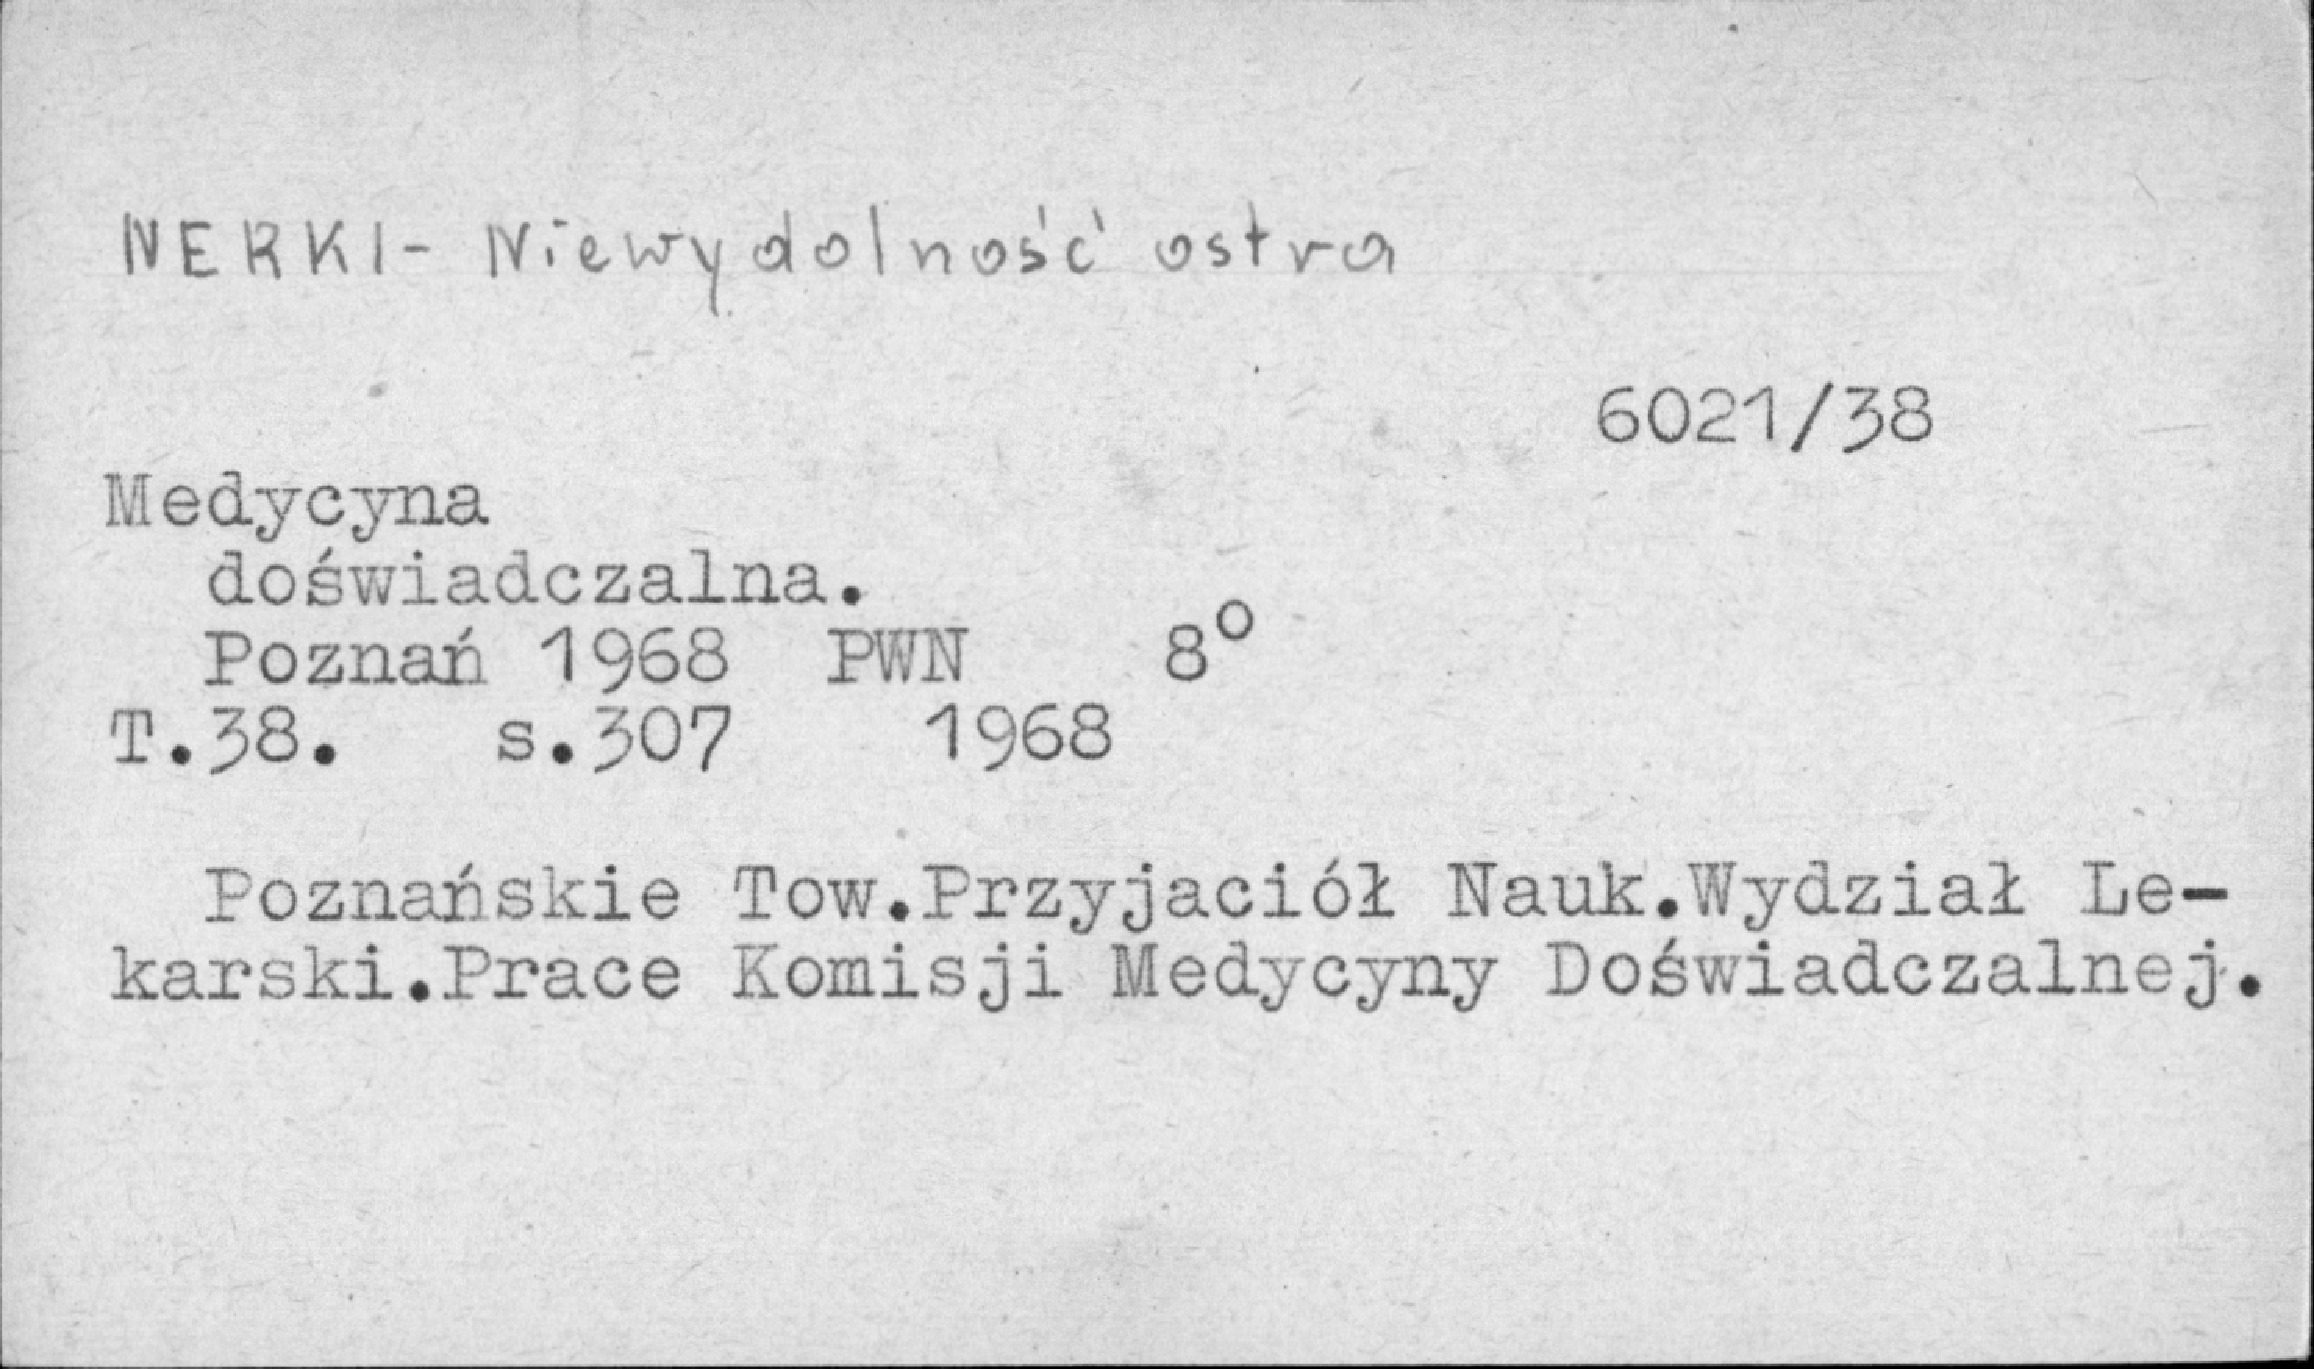 NERKI- Niewydolność ostra
6021/38
Medycyna
doświadczalna.
Poznań 1968 PWN 8°
T.38. s.307 1968
Poznańskie Tow.Przyjaciół Nauk.Wydział Le-
karski.Prace Komisji Medycyny Doświadczalnej.